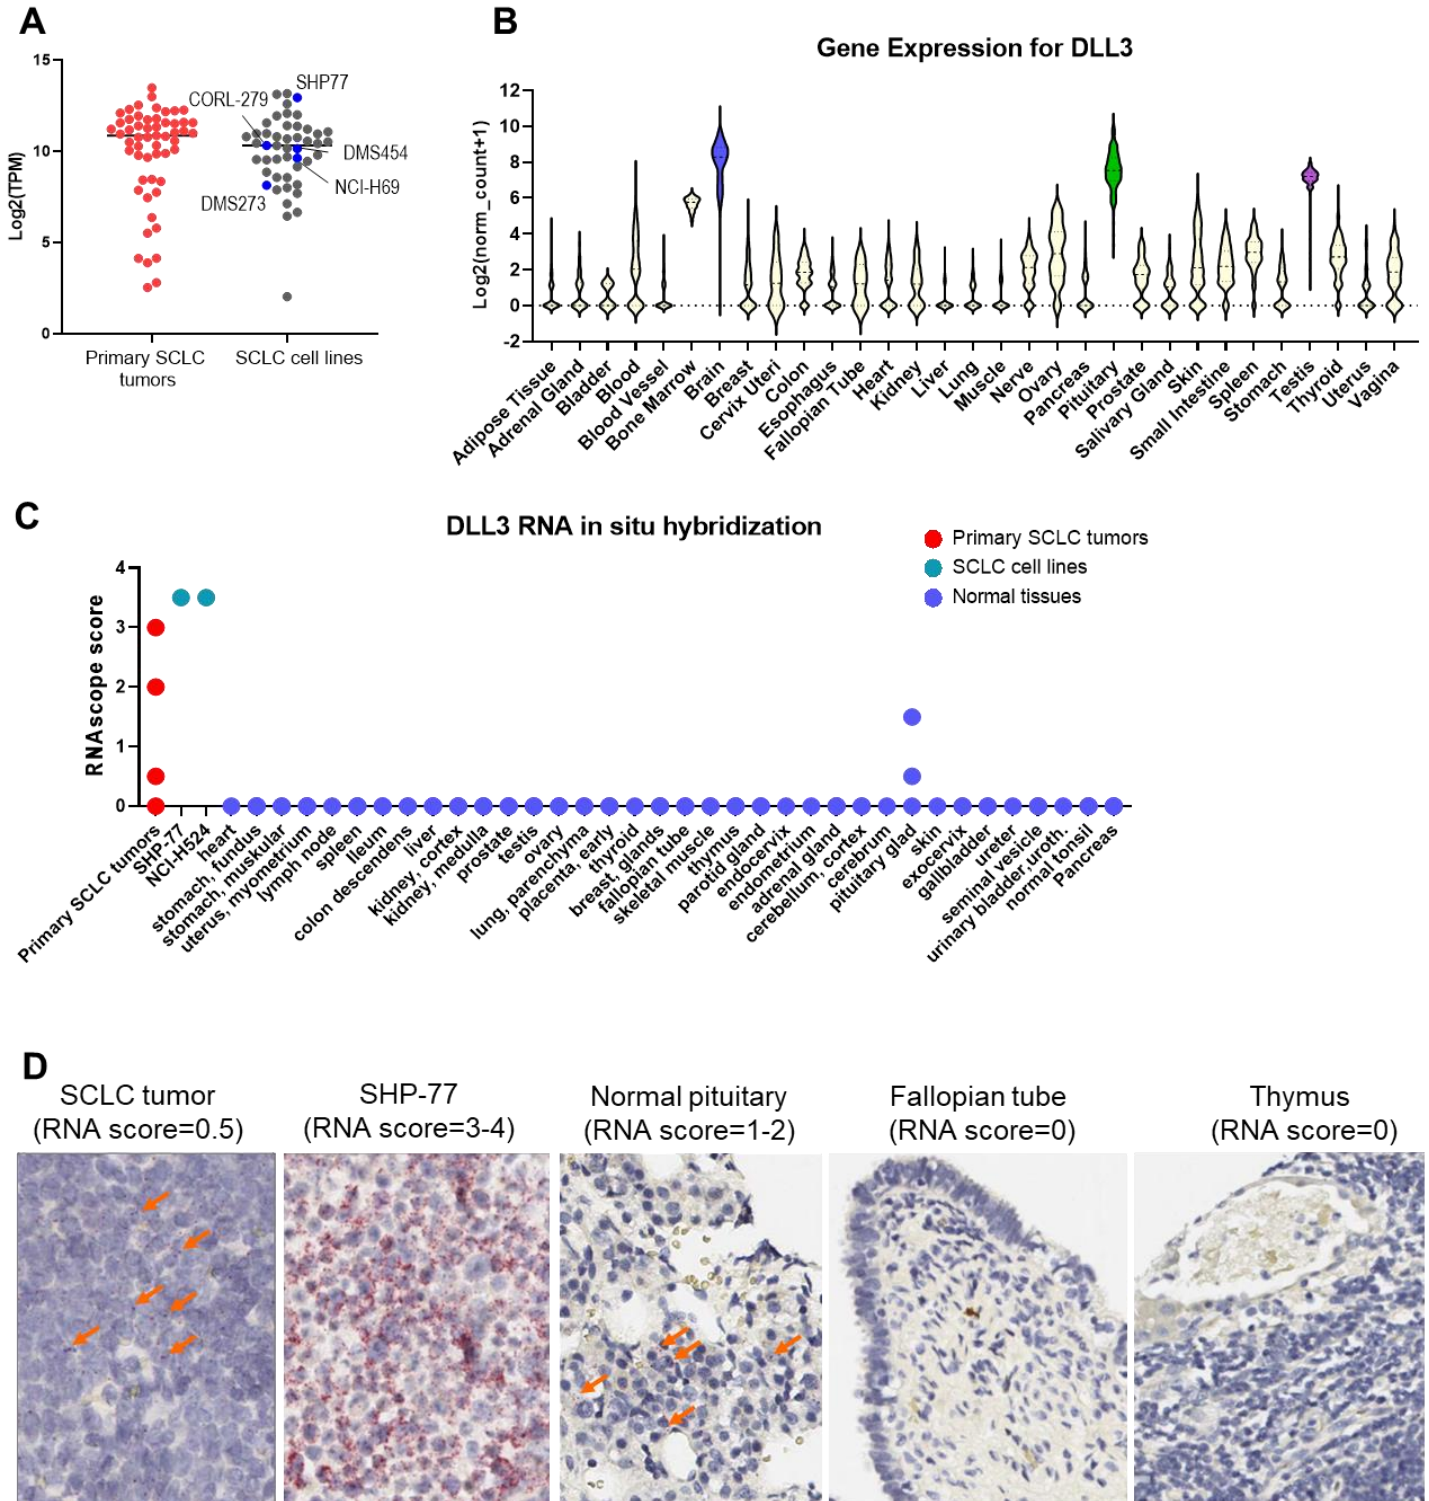 A
15
10
5
0
Log2(TPM)
SHP77
CORL-279
DMS454
NCI-H69
DMS273
Primary SCLC
tumors
SCLC cell lines
B
Gene Expression for DLL3
12
10
8
6
4
2
0
-2
Log2(norm_count+1)
Adipose Tissue
Adrenal Gland
Bladder
Blood
Blood Vessel
Bone Marrow
Brain
Breast
Cervix Uteri
Colon
Esophagus
Fallopian Tube
Heart
Kidney
Liver
Lung
Muscle
Nerve
Ovary
Pancreas
Pituitary
Prostate
Salivary Gland
Skin
Small Intestine
Spleen
Stomach
Testis
Thyroid
Uterus
Vagina
C
DLL3 RNA in situ hybridization
Primary SCLC tumors
SCLC cell lines
Normal tissues
4
3
2
1
0
RNAscope score
Primary SCLC tumors
SHP-77
NCI-H524
heart
stomach, fundus
stomach, muskular
uterus, myometrium
lymph node
spleen
Ileum
colon descendens
liver
kidney, cortex
kidney, medulla
prostate
testis
ovary
lung, parenchyma
placenta, early
thyroid
breast, glands
fallopian tube
skeletal muscle
thymus
parotid gland
endocervix
endometrium
adrenal gland
cerebellum, cortex
cerebrum
pituitary glad
skin
exocervix
gallbladder
ureter
seminal vesicle
urinary bladder,uroth.
normal tonsil
Pancreas
D
SCLC tumor
(RNA score=0.5)
SHP-77
(RNA score=3-4)
Normal pituitary
(RNA score=1-2)
Fallopian tube
(RNA score=0)
Thymus
(RNA score=0)